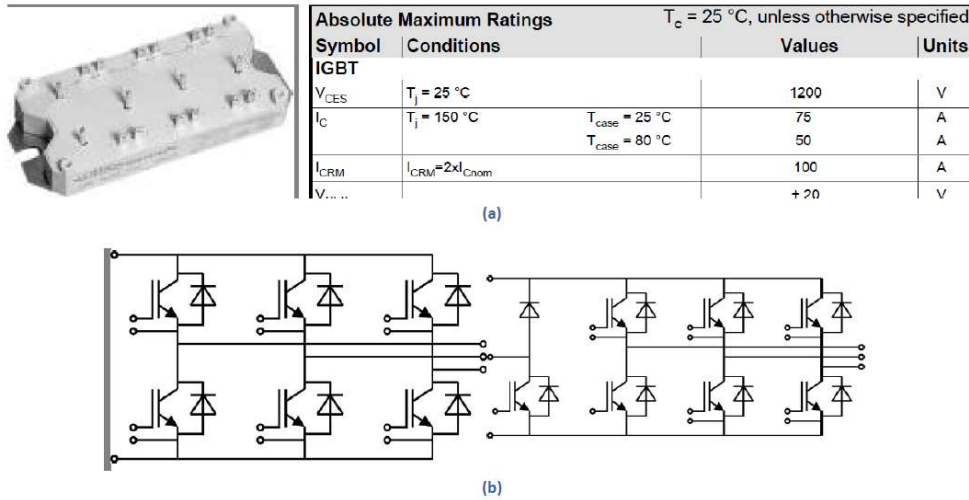 Absolute Maximum Ratings T_c = 25 °C, unless otherwise specified
Symbol Conditions Values Units
IGBT
V_CES T_j = 25 °C 1200 V
I_C T_j = 150 °C T_case = 25 °C 75 A
T_case = 80 °C 50 A
I_CRM I_CRM=2xI_Cnom 100 A
± 20 V
(a)
(b)